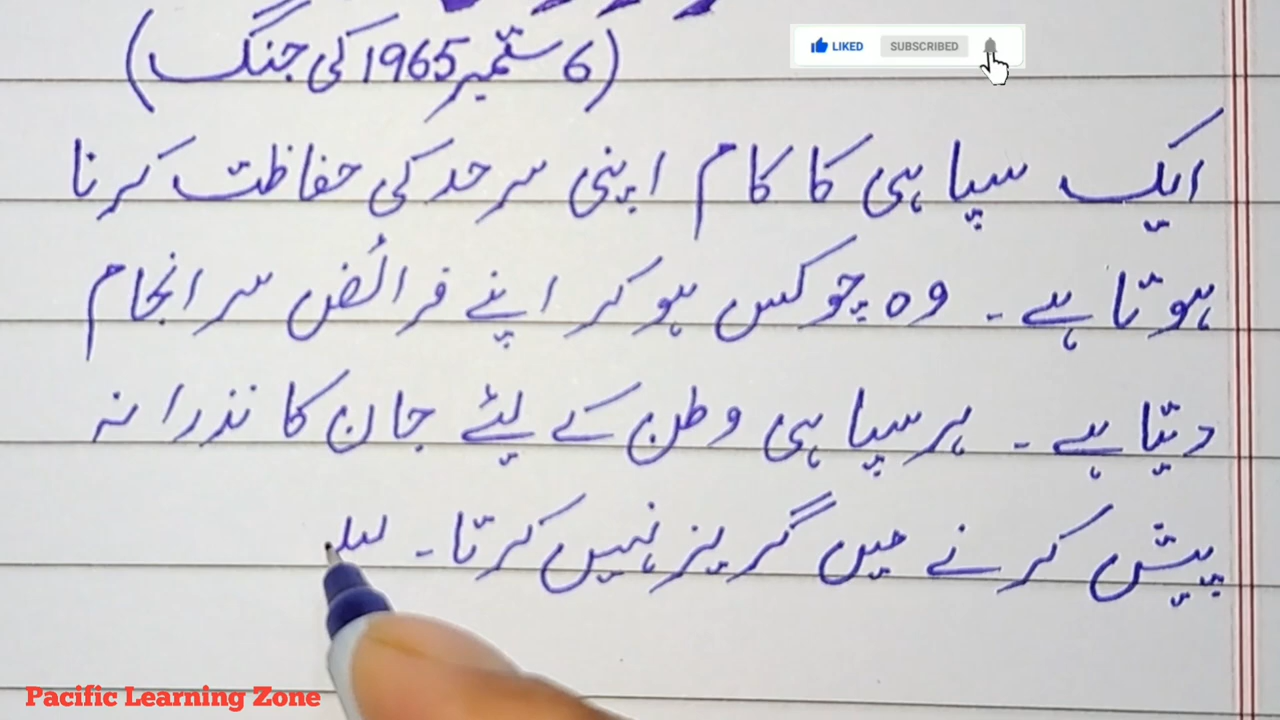 (6 ستمبر 1965 کی جنگ)
LIKED SUBSCRIBED
ایک سپاہی کا کام اپنی سرحد کی حفاظت کرنا
ہوتا ہے۔ وہ چوکس ہو کر اپنے فرائض سر انجام
دیتا ہے۔ ہر سپاہی وطن کے لیئے جان کا نذرانہ
پیش کرنے میں گریز نہیں کرتا۔
Pacific Learning Zone